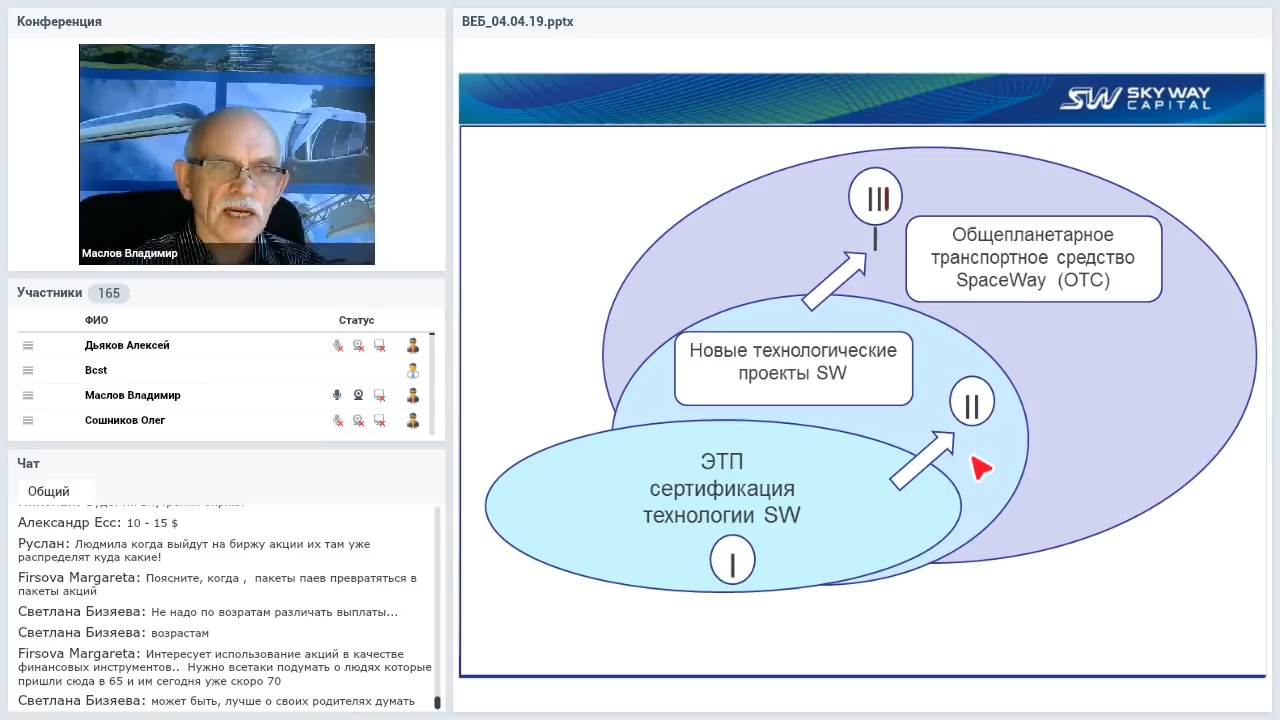 Конференция
Маслов Владимир
Участники 165
ФИО Статус
Дьяков Алексей
Bcst
Маслов Владимир
Сошников Олег
Чат
Общий
Александр Есс: 10 - 15 $
Руслан: Людмила когда выйдут на биржу акции их там уже
распределят куда какие!
Firsova Margareta: Поясните, когда , пакеты паев превратяться в
пакеты акций
Светлана Бизяева: Не надо по возратам различать выплаты...
Светлана Бизяева: возрастам
Firsova Margareta: Интересует использование акций в качестве
финансовых инструментов.. Нужно всетаки подумать о людях которые
пришли сюда в 65 и им сегодня уже скоро 70
Светлана Бизяева: может быть, лучше о своих родителях думать
ВЕБ_04.04.19.pptx
SW SKY WAY
CAPITAL
III
I
Общепланетарное
транспортное средство
SpaceWay (ОТС)
Новые технологические
проекты SW
II
ЭТП
сертификация
технологии SW
I